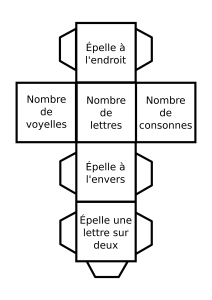 Épelle à
l'endroit
Nombre
de
voyelles
Nombre
de
lettres
Nombre
de
consonnes
Épelle à
l'envers
Épelle une
lettre sur
deux